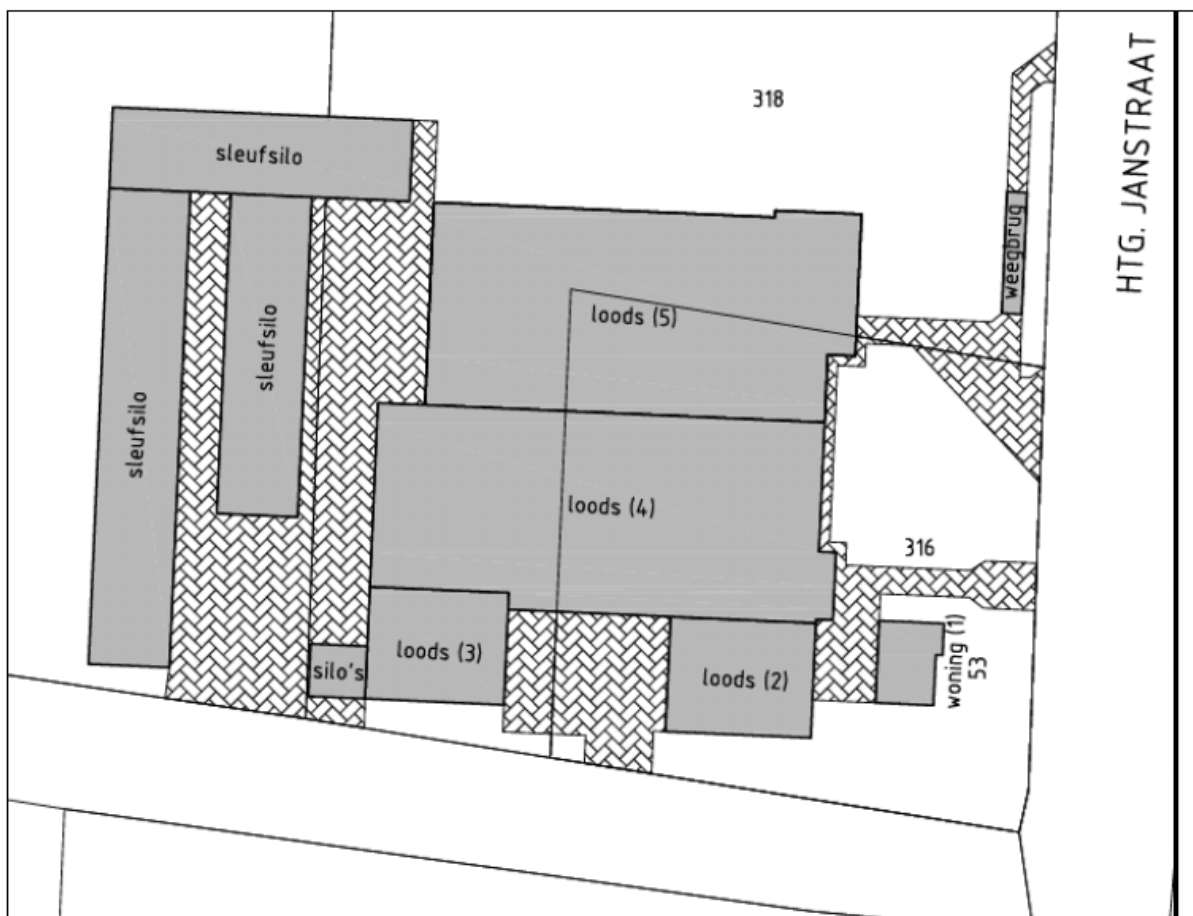 318
HTG. JANSTRAAT
sleufsilo
weegbrug
loods (5)
sleufsilo
sleufsilo
loods (4)
316
loods (3)
silo's
loods (2)
woning (1)
53